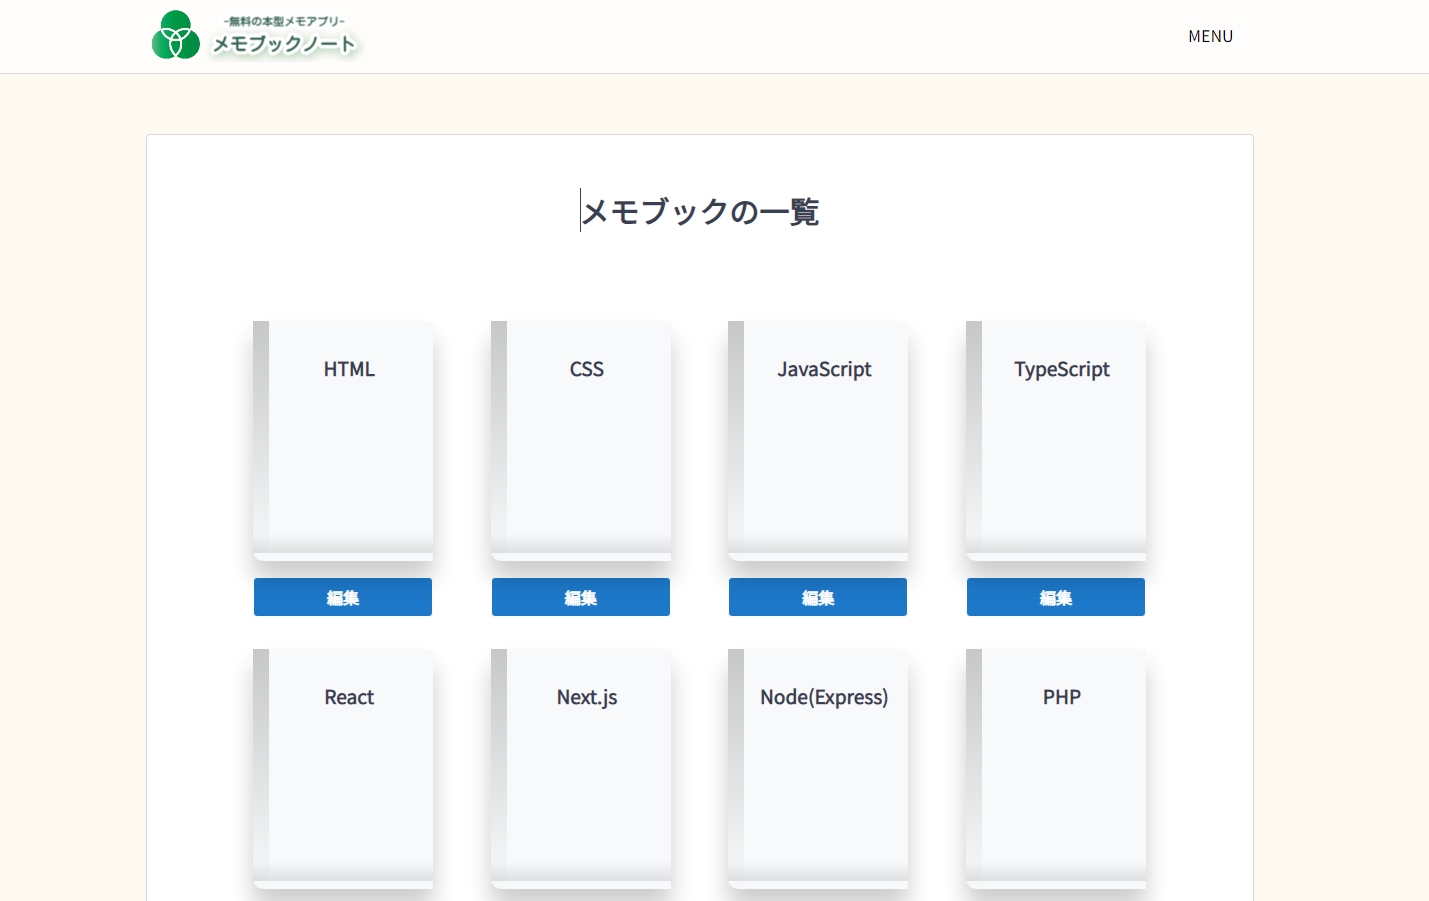 -無料の本型メモアプリ-
メモブックノート
MENU
メモブックの一覧
HTML
CSS
JavaScript
TypeScript
編集
編集
編集
編集
React
Next.js
Node(Express)
PHP